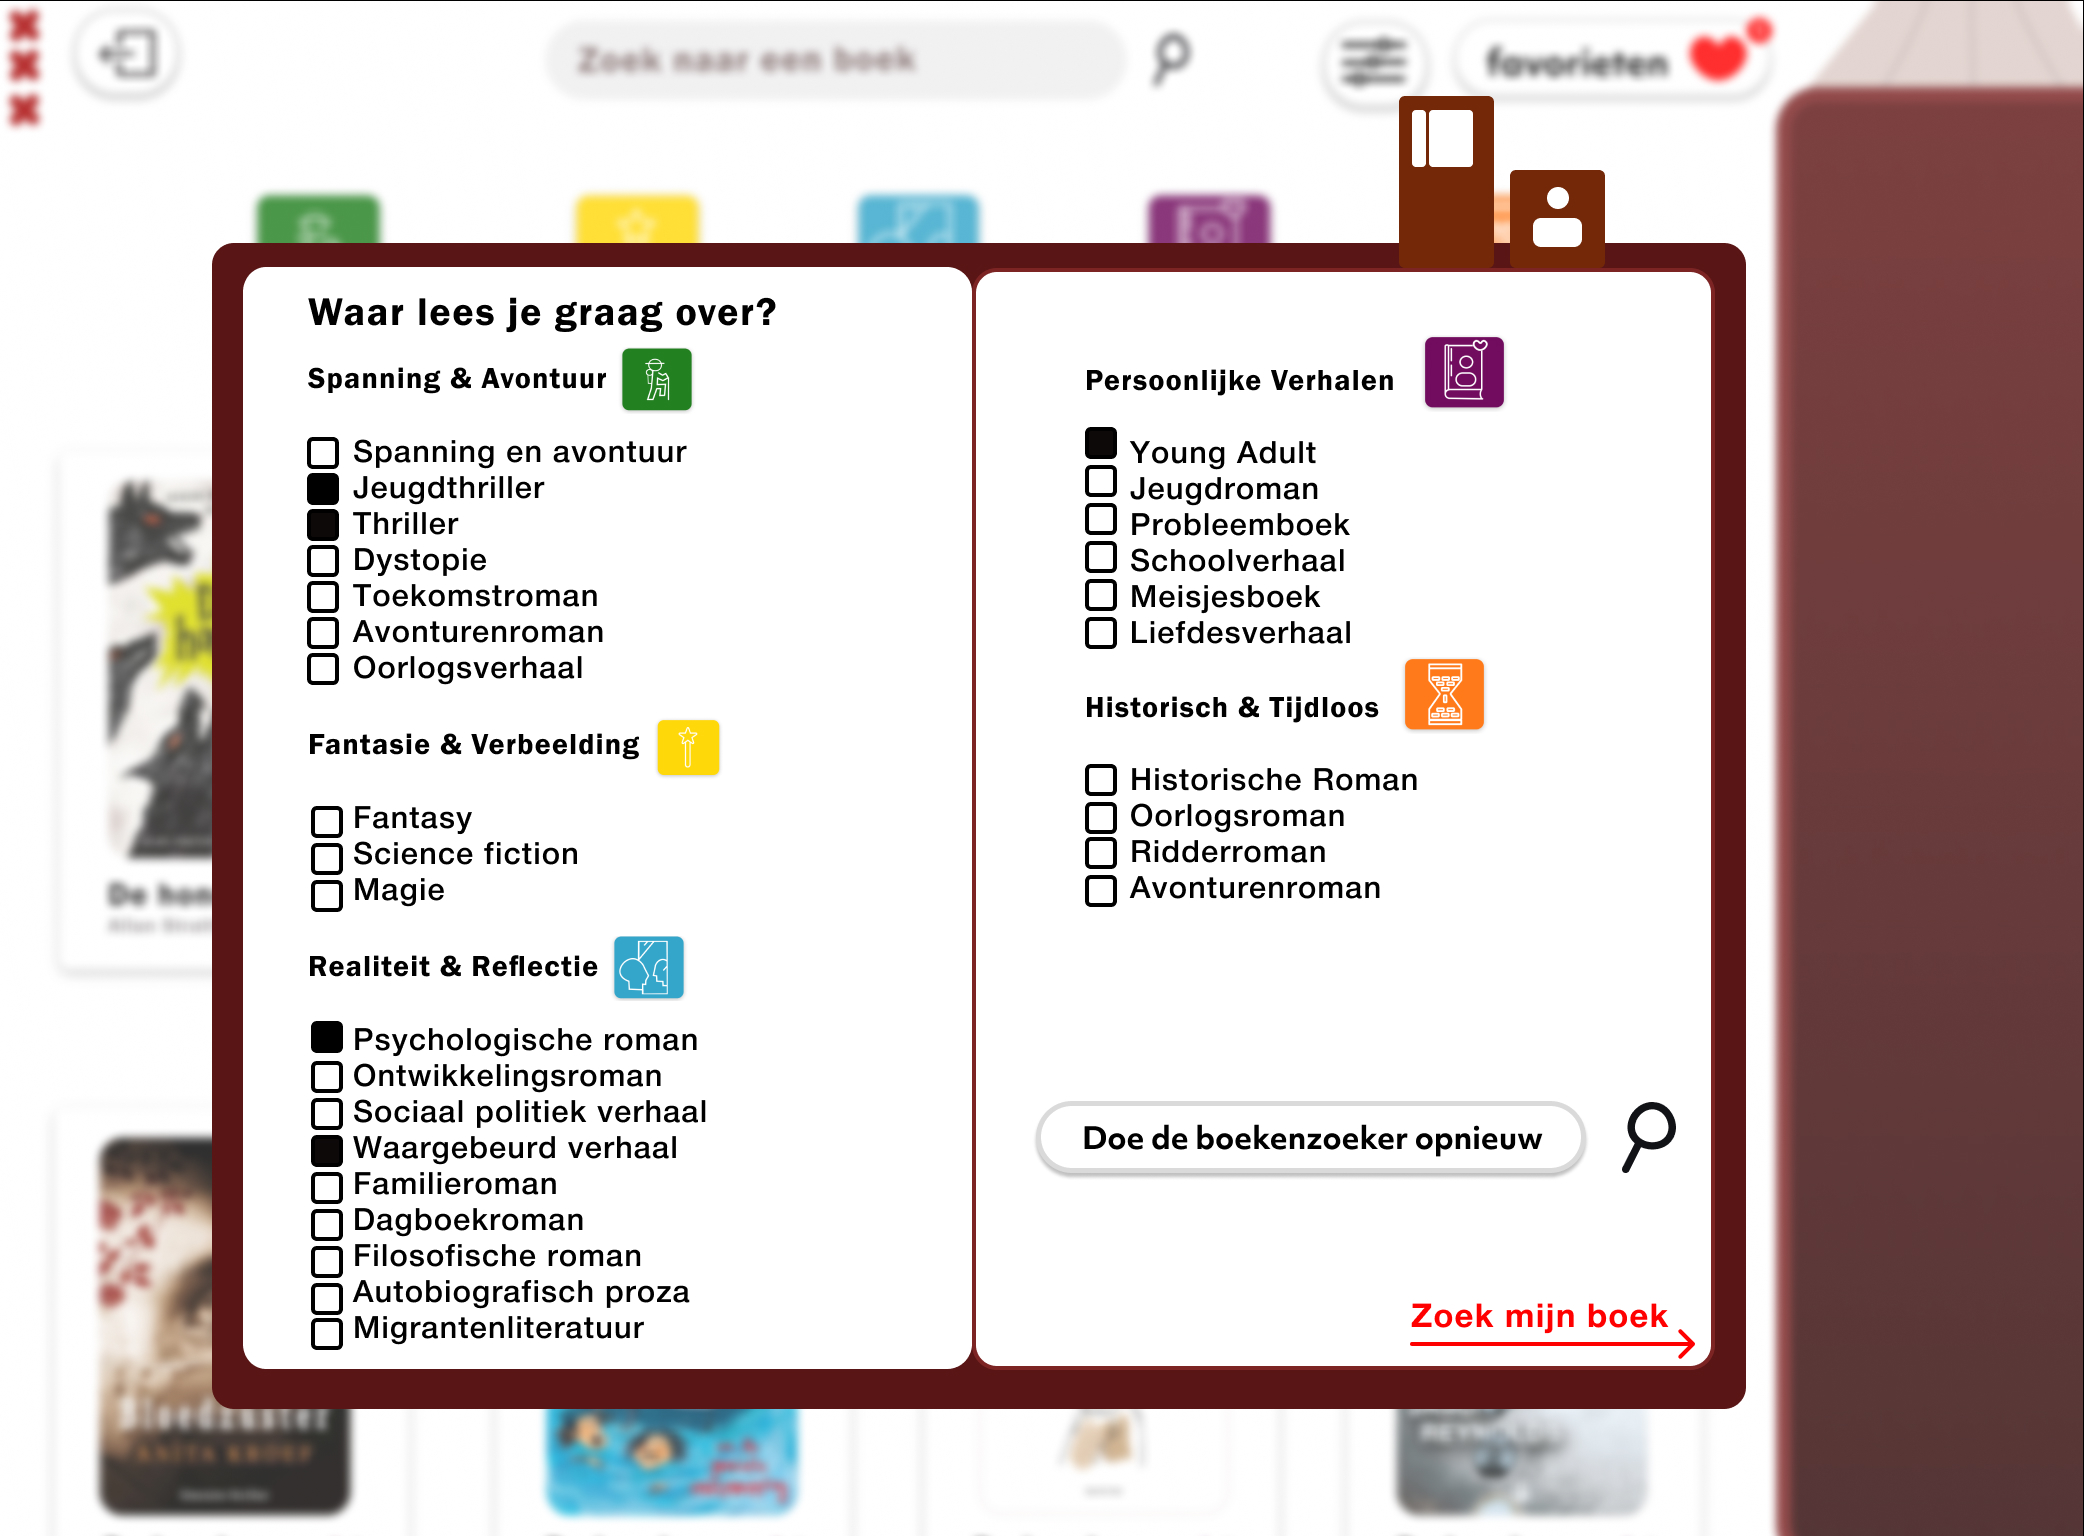 Zoek naar een boek
favorieten
Waar lees je graag over?
Spanning & Avontuur
Spanning en avontuur
Jeugdthriller
Thriller
Dystopie
Toekomstroman
Avonturenroman
Oorlogsverhaal
Fantasie & Verbeelding
Fantasy
Science fiction
Magie
Realiteit & Reflectie
Psychologische roman
Ontwikkelingsroman
Sociaal politiek verhaal
Waargebeurd verhaal
Familieroman
Dagboekroman
Filosofische roman
Autobiografisch proza
Migrantenliteratuur
Persoonlijke Verhalen
Young Adult
Jeugdroman
Probleemboek
Schoolverhaal
Meisjesboek
Liefdesverhaal
Historisch & Tijdloos
Historische Roman
Oorlogsroman
Ridderroman
Avonturenroman
Doe de boekenzoeker opnieuw
Zoek mijn boek
De hon